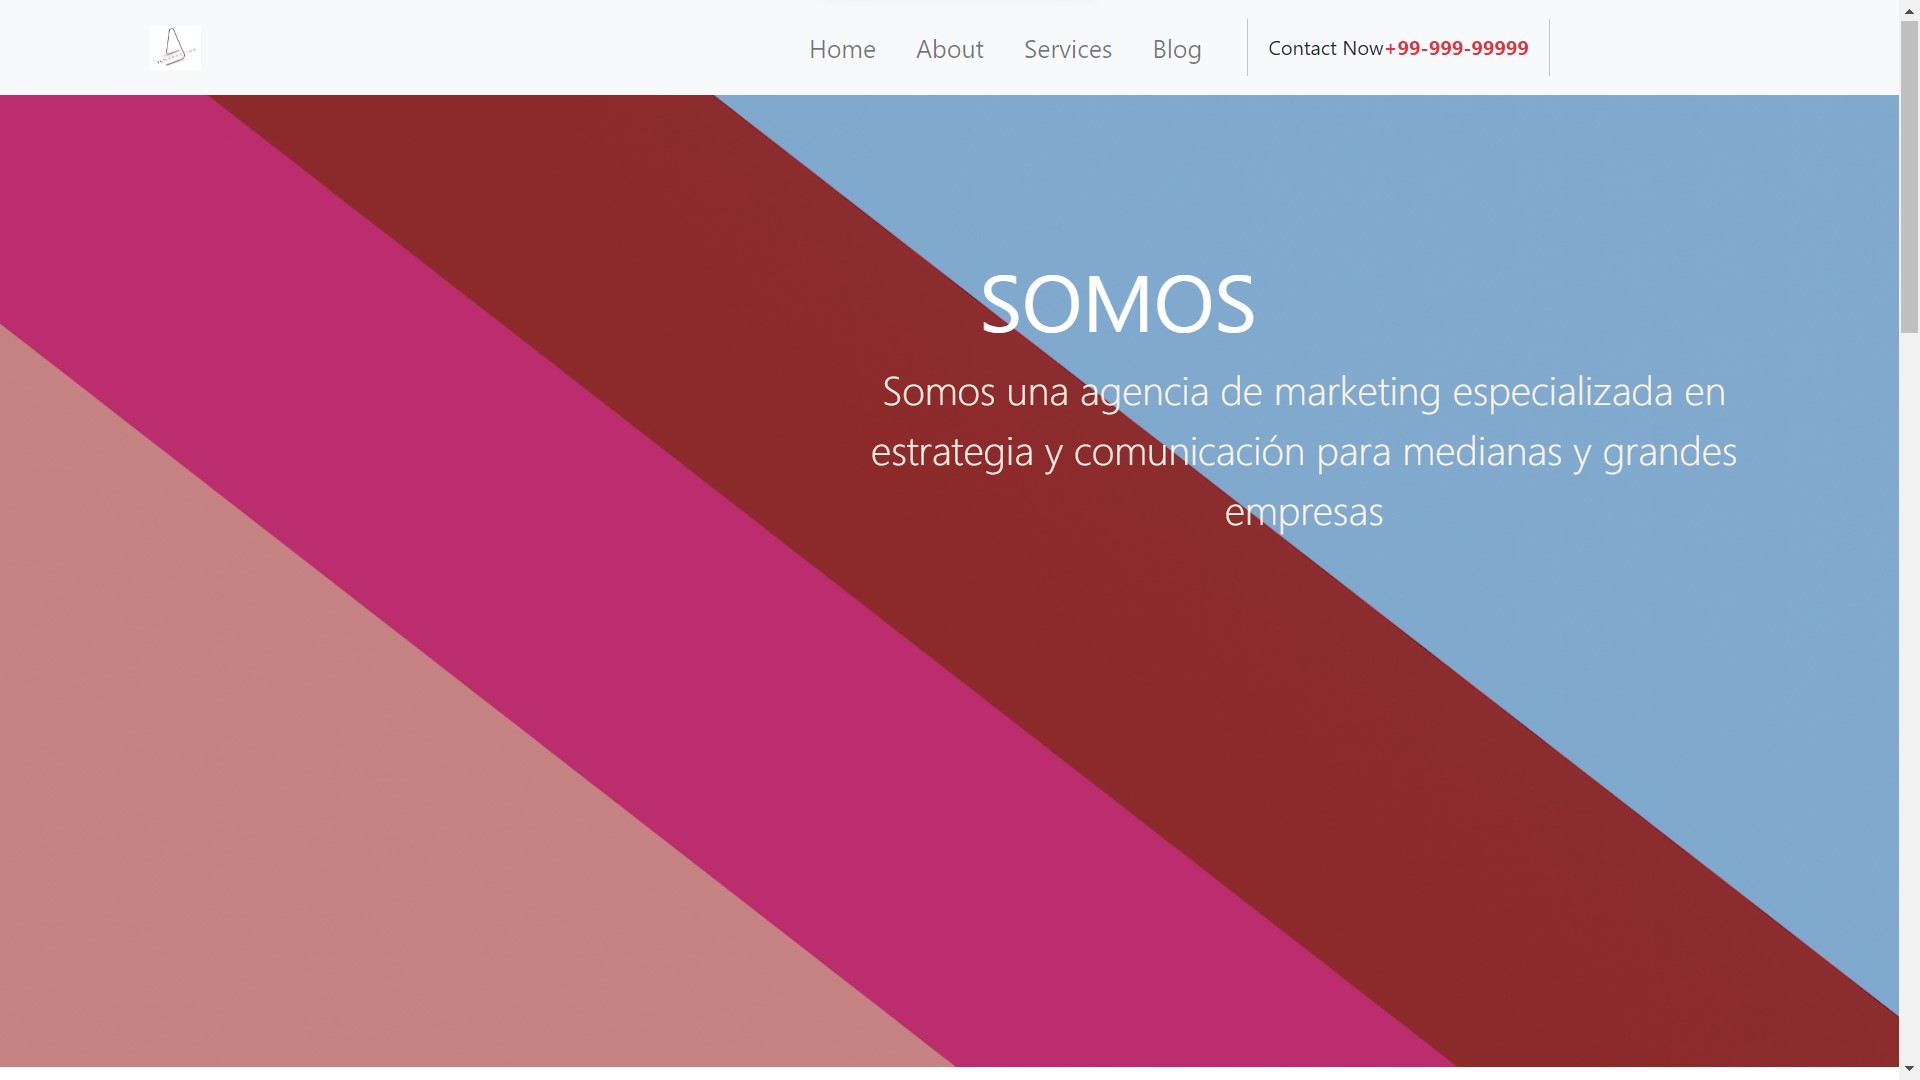 Home About Services Blog Contact Now+99-999-99999
SOMOS
Somos una agencia de marketing especializada en
estrategia y comunicación para medianas y grandes
empresas